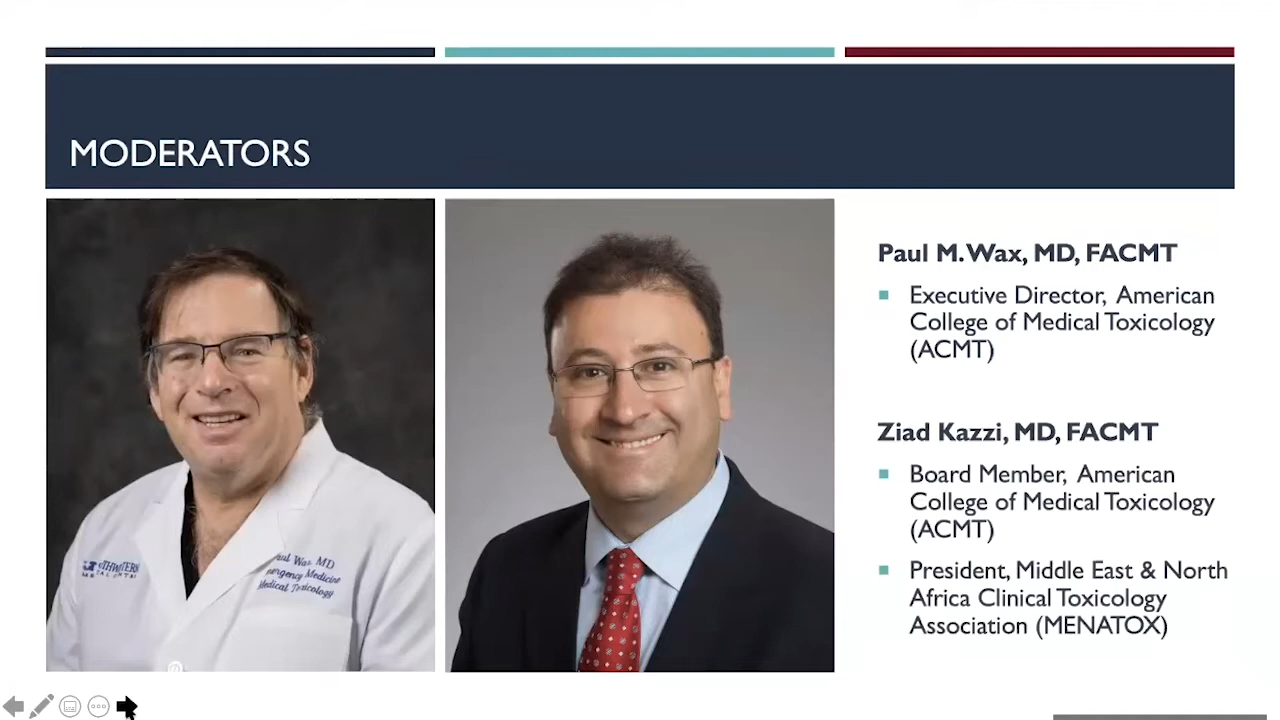 MODERATORS
Paul M. Wax, MD, FACMT
Executive Director, American
College of Medical Toxicology
(ACMT)
Ziad Kazzi, MD, FACMT
Board Member, American
College of Medical Toxicology
(ACMT)
President, Middle East & North
Africa Clinical Toxicology
Association (MENATOX)
Paul Wax, MD
Emergency Medicine
Medical Toxicology